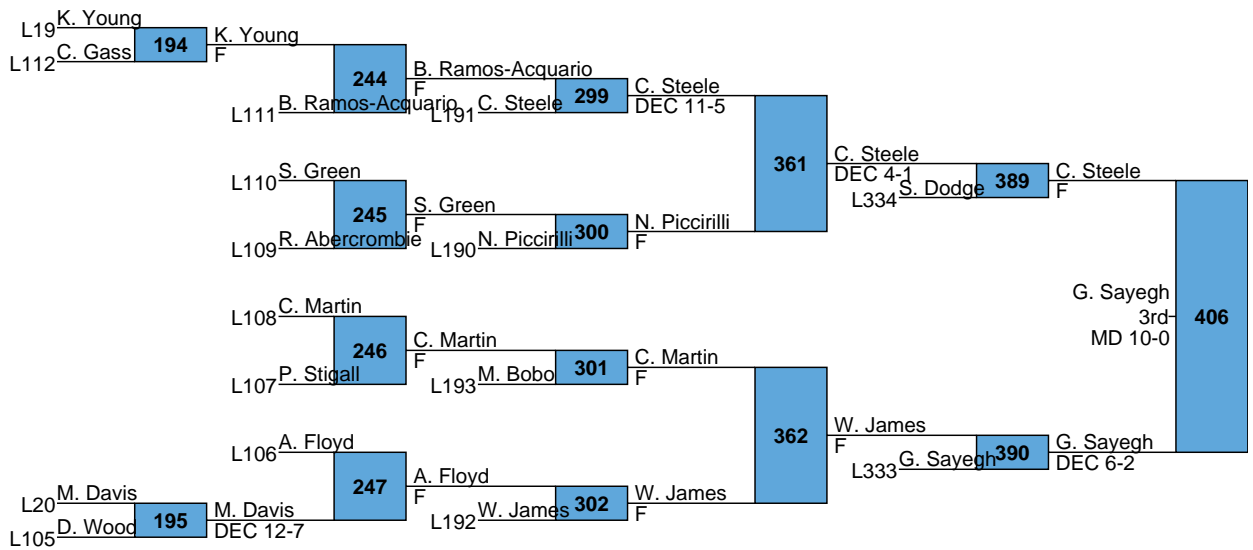 L19 K. Young
L112 C. Gass
194
K. Young
F
L111 B. Ramos-Acquario
244
B. Ramos-Acquario
F
L191 C. Steele
299
C. Steele
DEC 11-5
L110 S. Green
L109 R. Abercrombie
245
S. Green
F
L190 N. Piccirilli
300
N. Piccirilli
F
361
C. Steele
DEC 4-1
L334 S. Dodge
389
C. Steele
F
L108 C. Martin
L107 P. Stigall
246
C. Martin
F
L193 M. Bobo
301
C. Martin
F
L106 A. Floyd
L20 M. Davis
L105 D. Wood
195
M. Davis
DEC 12-7
247
A. Floyd
F
L192 W. James
302
W. James
F
362
W. James
F
L333 G. Sayegh
390
G. Sayegh
DEC 6-2
G. Sayegh
3rd
MD 10-0
406